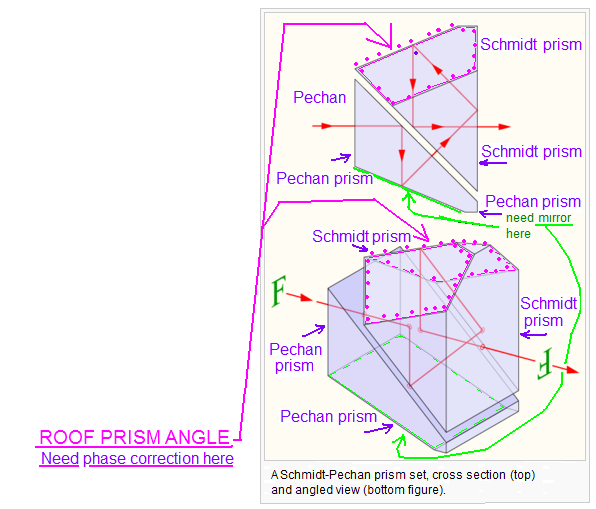 Schmidt prism
Pechan
Schmidt prism
Pechan prism
Pechan prism
need mirror
here
Schmidt prism
F
Schmidt
prism
F
Pechan
prism
Pechan prism
ROOF PRISM ANGLE
Need phase correction here
A Schmidt-Pechan prism set, cross section (top)
and angled view (bottom figure).